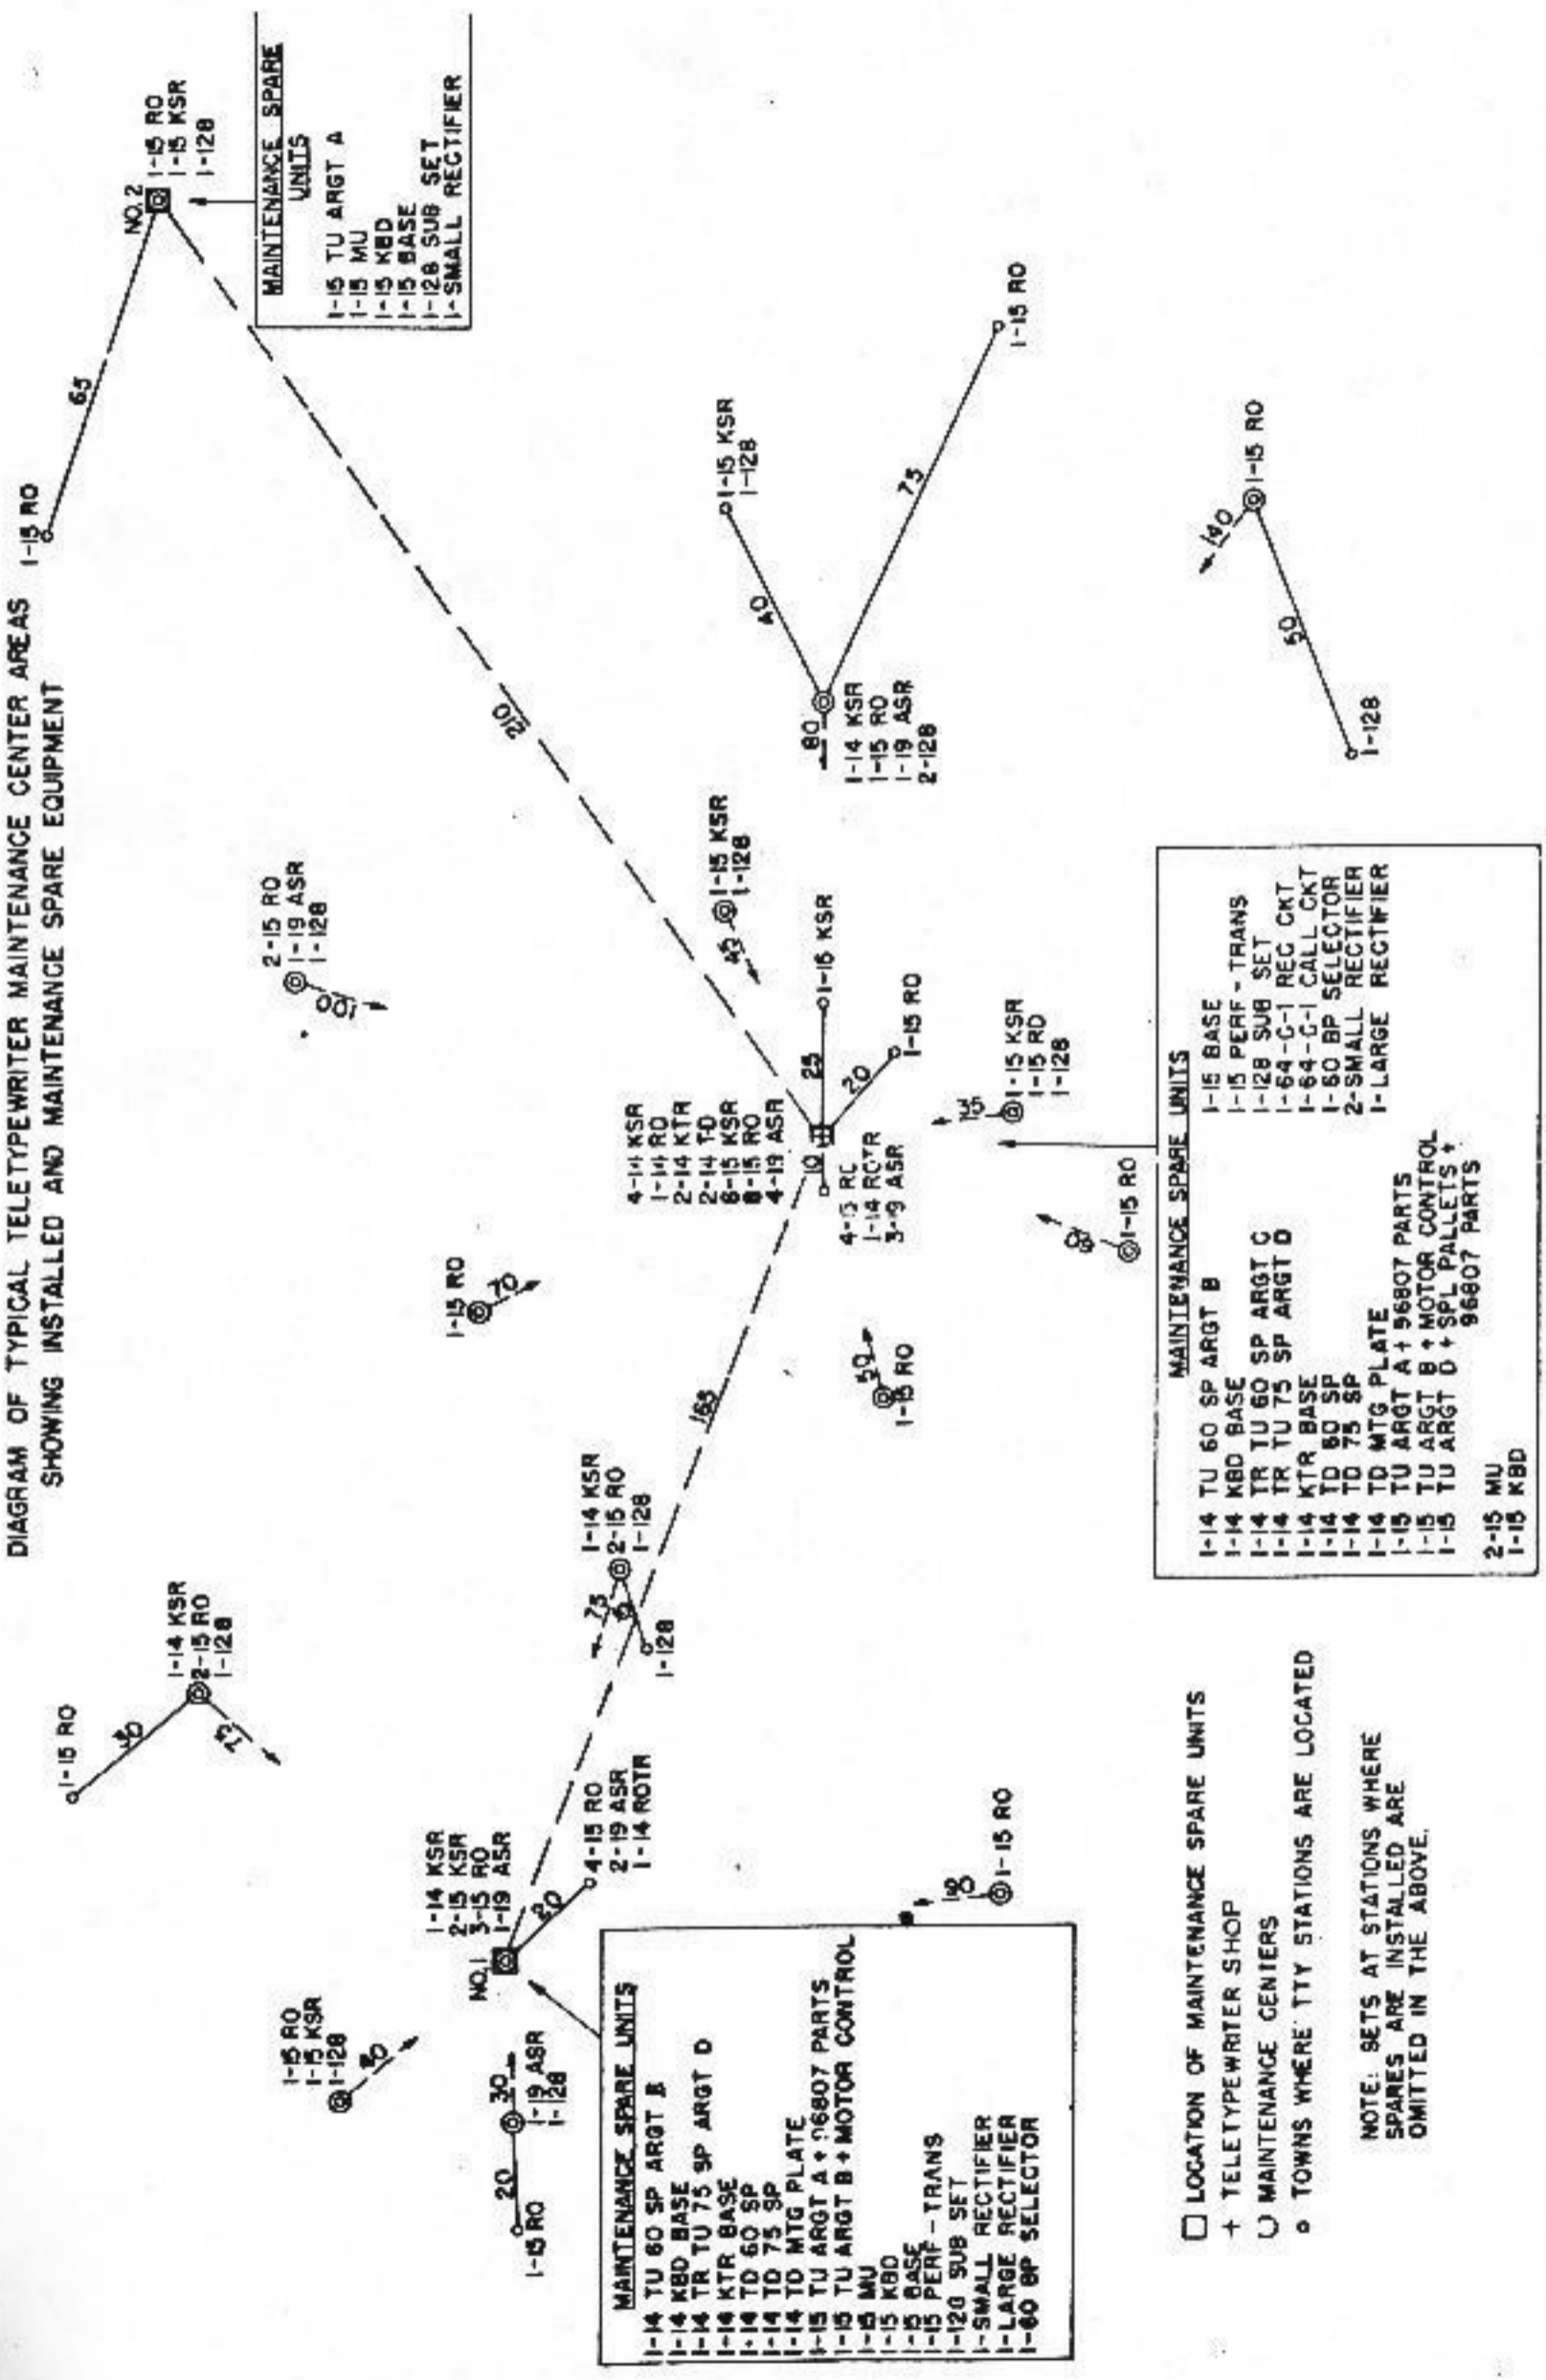 DIAGRAM OF TYPICAL TELETYPEWRITER MAINTENANCE CENTER AREAS
SHOWING INSTALLED AND MAINTENANCE SPARE EQUIPMENT
1-15 RO
65
NO. 2
1-15 RO
1-15 KSR
1-128
MAINTENANCE SPARE
UNITS
1-15 TU ARGT A
1-15 MU
1-15 KBD
1-15 BASE
1-128 SUB SET
1-SMALL RECTIFIER
210
1-15 RO
30
1-14 KSR
2-15 RO
1-128
2-15 RO
1-19 ASR
1-128
100
1-15 RO
1-15 KSR
1-128
1-15 RO
70
NO. 1
1-14 KSR
2-15 KSR
3-15 RO
1-19 ASR
20
4-15 RO
2-19 ASR
1-14 ROTR
1-15 RO
20
30
1-19 ASR
1-128
1-14 KSR
2-15 RO
1-128
75
1-128
165
4-14 KSR
1-14 RO
2-14 KTR
2-14 TD
6-15 KSR
8-15 RO
4-19 ASR
10
4-15 RO
1-14 ROTR
3-19 ASR
25
1-15 KSR
20
1-15 RO
45
1-15 KSR
1-128
80
1-14 KSR
1-15 RO
1-19 ASR
2-128
40
1-15 KSR
1-128
75
1-15 RO
50
1-15 RO
1-15 KSR
1-15 RO
1-128
1-15 RO
1-15 RO
140
1-15 RO
50
1-128
MAINTENANCE SPARE UNITS
1-14 TU 60 SP ARGT B
1-14 KBD BASE
1-14 TR TU 75 SP ARGT D
1-14 KTR BASE
1-14 TD 60 SP
1-14 TD 75 SP
1-14 TD MTG PLATE
1-15 TU ARGT A + 96807 PARTS
1-15 TU ARGT B + MOTOR CONTROL
1-15 MU
1-15 KBD
1-15 BASE
1-15 PERF-TRANS
1-128 SUB SET
1-SMALL RECTIFIER
1-LARGE RECTIFIER
1-60 BP SELECTOR
MAINTENANCE SPARE UNITS
1-14 TU 60 SP ARGT B
1-14 KBD BASE
1-14 TR TU 60 SP ARGT C
1-14 TR TU 75 SP ARGT D
1-14 KTR BASE
1-14 TD 60 SP
1-14 TD 75 SP
1-14 TD MTG PLATE
1-15 TU ARGT A + 96807 PARTS
1-15 TU ARGT B + MOTOR CONTROL
1-15 TU ARGT D + SPL PALLETS +
96807 PARTS
2-15 MU
1-15 KBD
1-15 BASE
1-15 PERF-TRANS
1-128 SUB SET
1-64-C-1 REC CKT
1-64-C-1 CALL CKT
1-60 BP SELECTOR
2-SMALL RECTIFIER
1-LARGE RECTIFIER
LOCATION OF MAINTENANCE SPARE UNITS
+ TELETYPEWRITER SHOP
MAINTENANCE CENTERS
TOWNS WHERE TTY STATIONS ARE LOCATED
NOTE: SETS AT STATIONS WHERE
SPARES ARE INSTALLED ARE
OMITTED IN THE ABOVE.